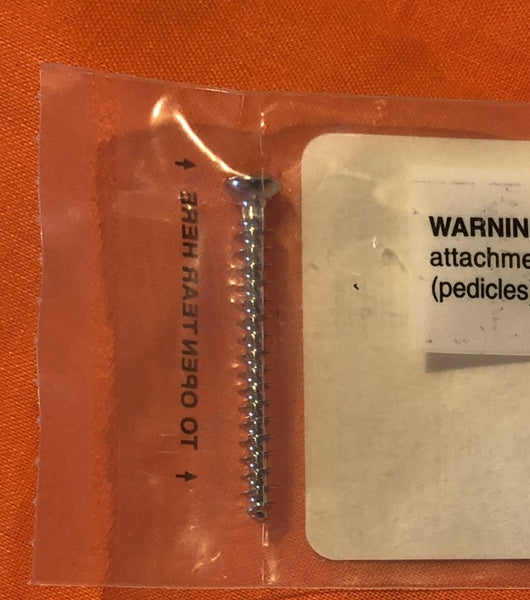 TO OPEN TEAR HERE
WARNIN
attachme
(pedicles)